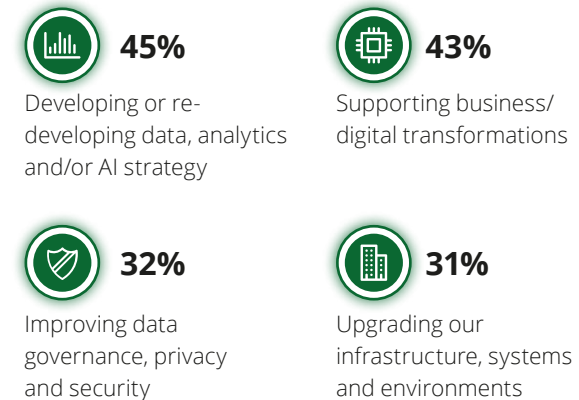 45%
Developing or re-
developing data, analytics
and/or AI strategy
43%
Supporting business/
digital transformations
32%
Improving data
governance, privacy
and security
31%
Upgrading our
infrastructure, systems
and environments